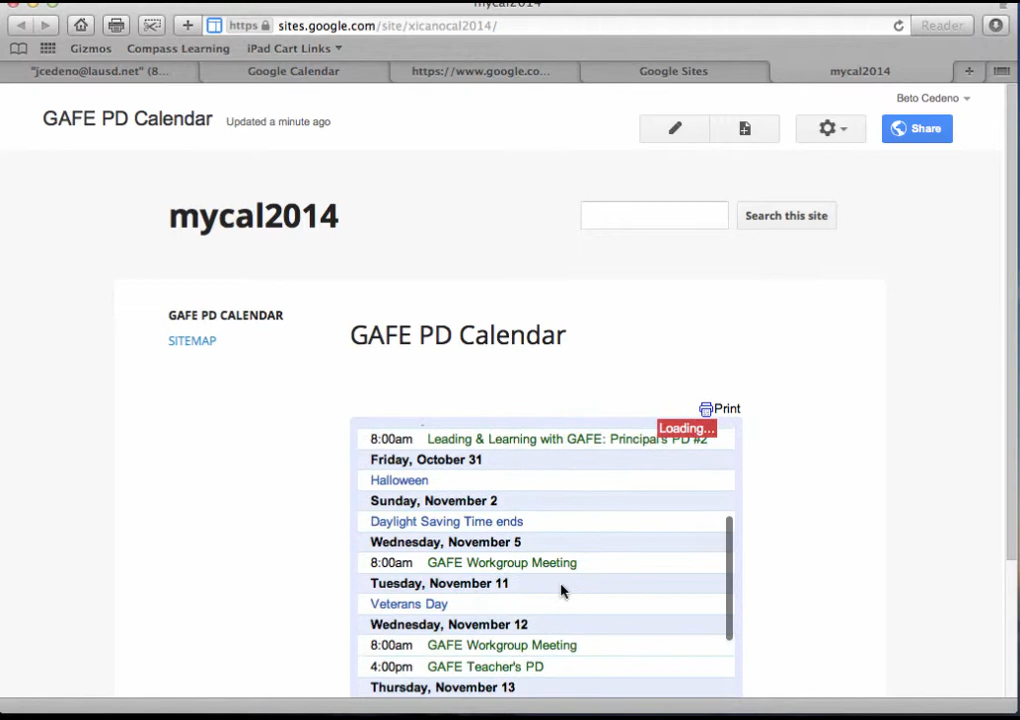 mycal2014
https sites.google.com/site/xicanocal2014/ Reader
Gizmos Compass Learning iPad Cart Links
"jcedeno@lausd.net" (8... Google Calendar https://www.google.co... Google Sites mycal2014
Beto Cedeno
GAFE PD Calendar Updated a minute ago Share
mycal2014 Search this site
GAFE PD CALENDAR
SITEMAP
GAFE PD Calendar
Print
Loading...
8:00am Leading & Learning with GAFE: Principal's PD #2
Friday, October 31
Halloween
Sunday, November 2
Daylight Saving Time ends
Wednesday, November 5
8:00am GAFE Workgroup Meeting
Tuesday, November 11
Veterans Day
Wednesday, November 12
8:00am GAFE Workgroup Meeting
4:00pm GAFE Teacher's PD
Thursday, November 13